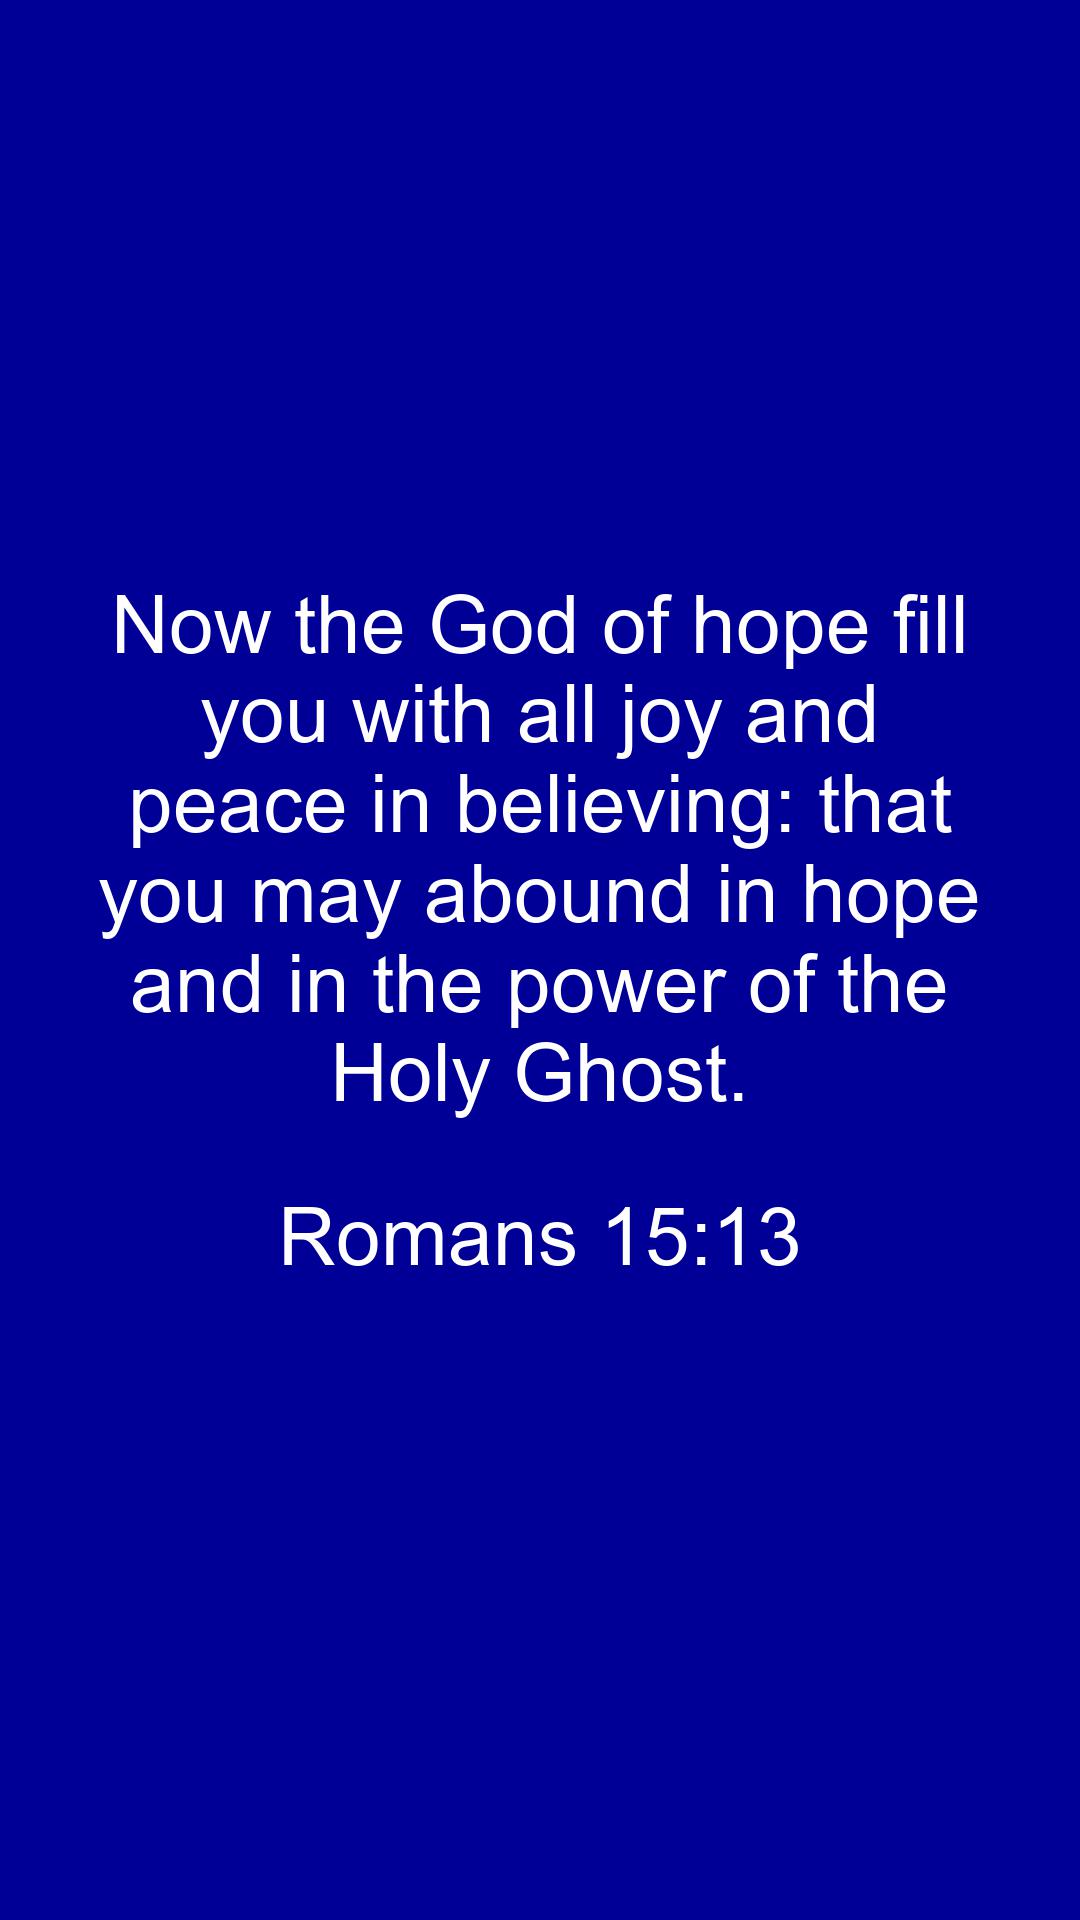 Now the God of hope fill
you with all joy and
peace in believing: that
you may abound in hope
and in the power of the
Holy Ghost.
Romans 15:13